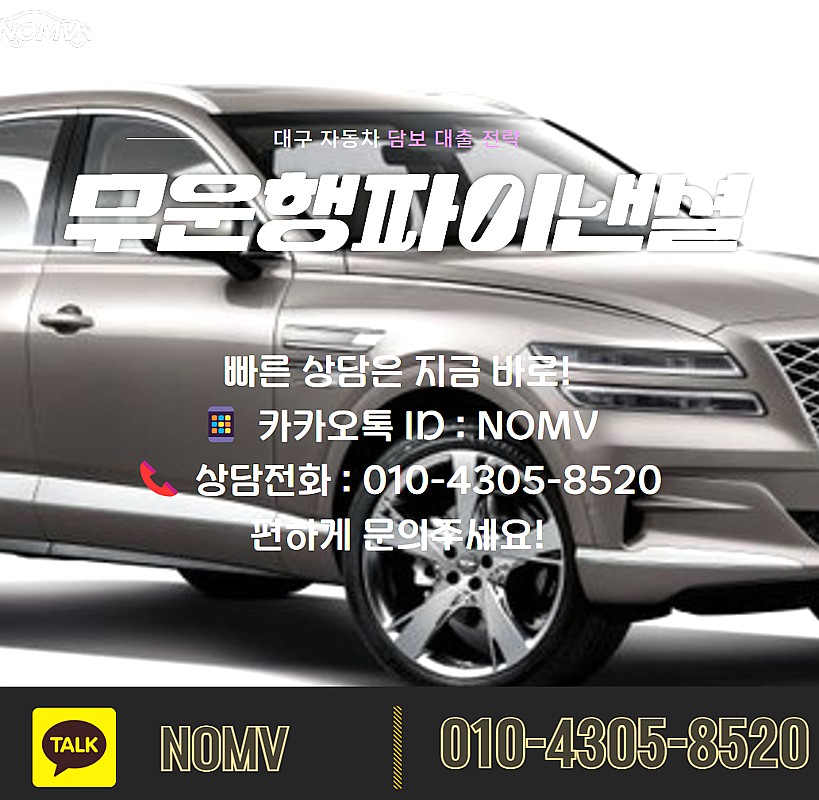 NOMV
대구 자동차 담보 대출 전략
무운행파이낸셜
빠른 상담은 지금 바로!
카카오톡 ID : NOMV
상담전화 : 010-4305-8520
편하게 문의주세요!
TALK
NOMV
010-4305-8520